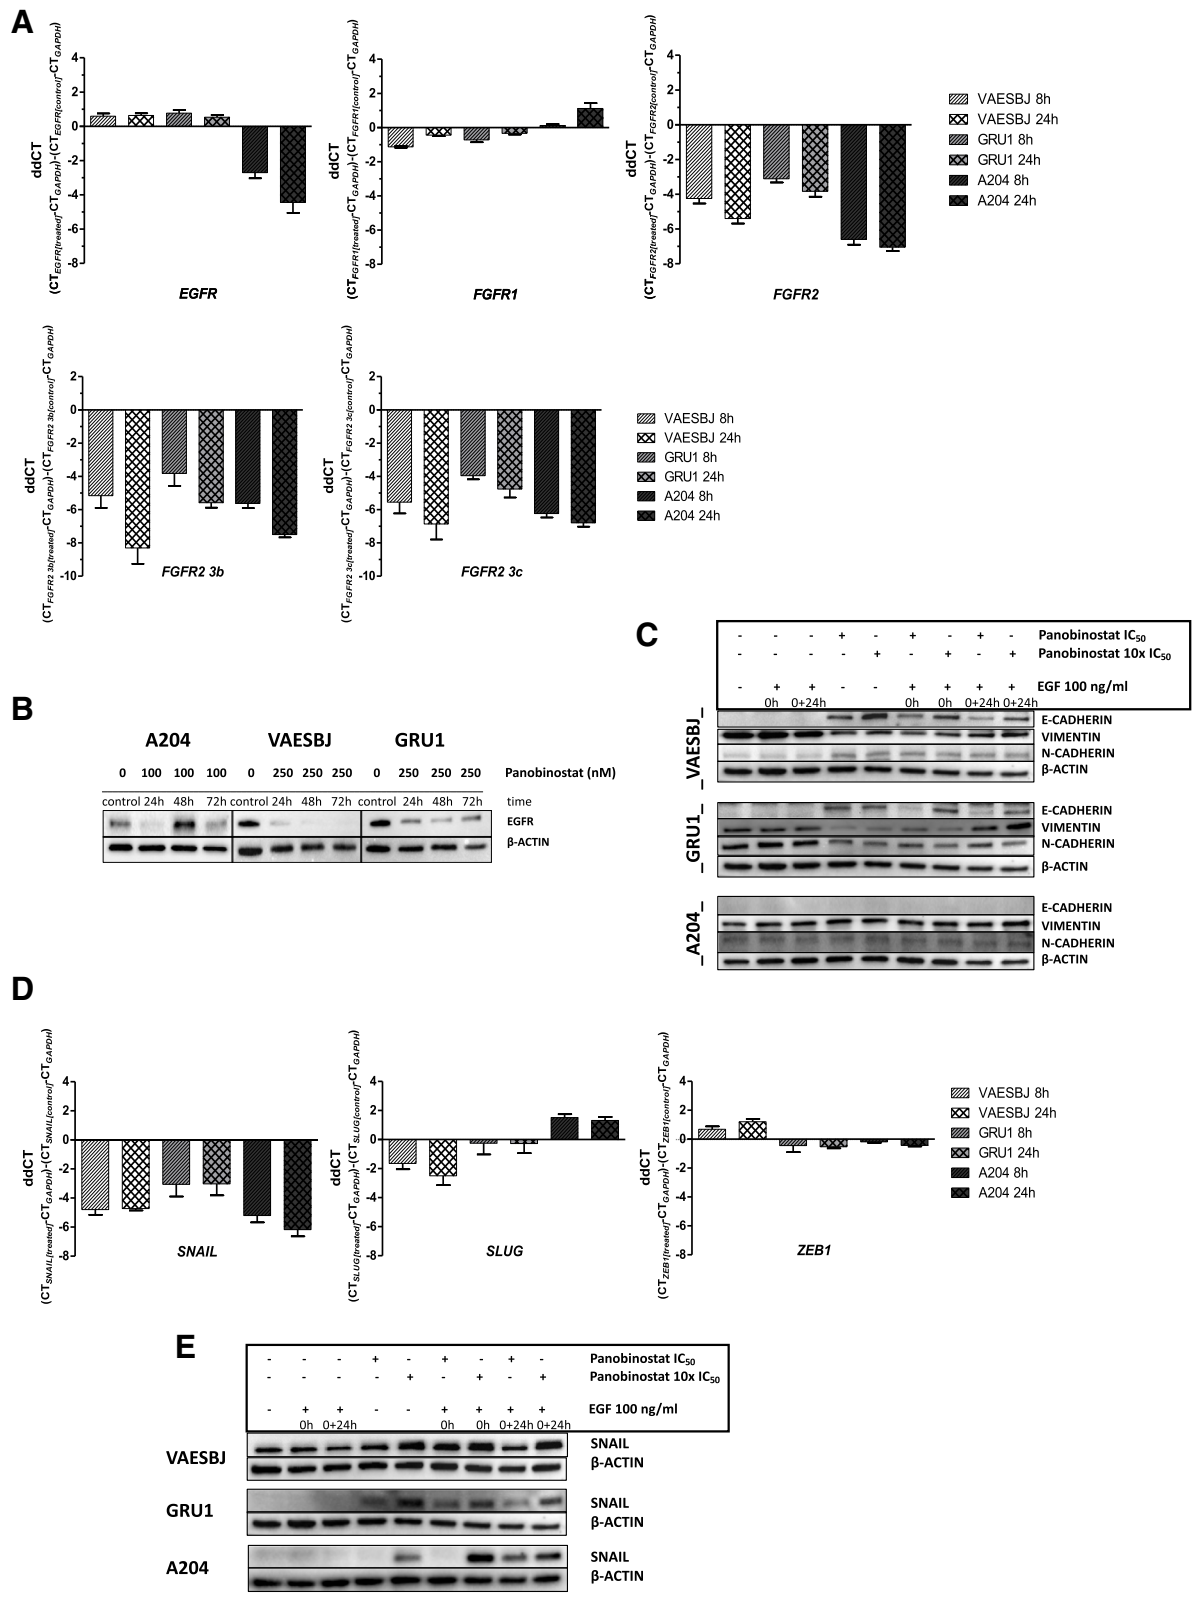 A
ddCT
(CTEGFR[treated]-CTGAPDH)-(CTEGFR[control]-CTGAPDH)
4
2
0
-2
-4
-6
-8
EGFR
ddCT
(CTFGFR1[treated]-CTGAPDH)-(CTFGFR1[control]-CTGAPDH)
4
2
0
-2
-4
-6
-8
FGFR1
ddCT
(CTFGFR2[treated]-CTGAPDH)-(CTFGFR2[control]-CTGAPDH)
4
2
0
-2
-4
-6
-8
FGFR2
VAESBJ 8h
VAESBJ 24h
GRU1 8h
GRU1 24h
A204 8h
A204 24h
ddCT
(CTFGFR2 3b[treated]-CTGAPDH)-(CTFGFR2 3b[control]-CTGAPDH)
2
0
-2
-4
-6
-8
-10
FGFR2 3b
ddCT
(CTFGFR2 3c[treated]-CTGAPDH)-(CTFGFR2 3c[control]-CTGAPDH)
2
0
-2
-4
-6
-8
-10
FGFR2 3c
VAESBJ 8h
VAESBJ 24h
GRU1 8h
GRU1 24h
A204 8h
A204 24h
B
A204 VAESBJ GRU1
0 100 100 100 0 250 250 250 0 250 250 250 Panobinostat (nM)
control 24h 48h 72h control 24h 48h 72h control 24h 48h 72h time
EGFR
β-ACTIN
C
- - - + - + - + - Panobinostat IC50
- - - - + - + - + Panobinostat 10x IC50
- + + - - + + + + EGF 100 ng/ml
0h 0+24h 0h 0h 0+24h 0+24h
VAESBJ
E-CADHERIN
VIMENTIN
N-CADHERIN
β-ACTIN
GRU1
E-CADHERIN
VIMENTIN
N-CADHERIN
β-ACTIN
A204
E-CADHERIN
VIMENTIN
N-CADHERIN
β-ACTIN
D
ddCT
(CTSNAIL[treated]-CTGAPDH)-(CTSNAIL[control]-CTGAPDH)
4
2
0
-2
-4
-6
-8
SNAIL
ddCT
(CTSLUG[treated]-CTGAPDH)-(CTSLUG[control]-CTGAPDH)
4
2
0
-2
-4
-6
-8
SLUG
ddCT
(CTZEB1[treated]-CTGAPDH)-(CTZEB1[control]-CTGAPDH)
4
2
0
-2
-4
-6
-8
ZEB1
VAESBJ 8h
VAESBJ 24h
GRU1 8h
GRU1 24h
A204 8h
A204 24h
E
- - - + - + - + - Panobinostat IC50
- - - - + - + - + Panobinostat 10x IC50
- + + - - + + + + EGF 100 ng/ml
0h 0+24h 0h 0h 0+24h 0+24h
VAESBJ
SNAIL
β-ACTIN
GRU1
SNAIL
β-ACTIN
A204
SNAIL
β-ACTIN